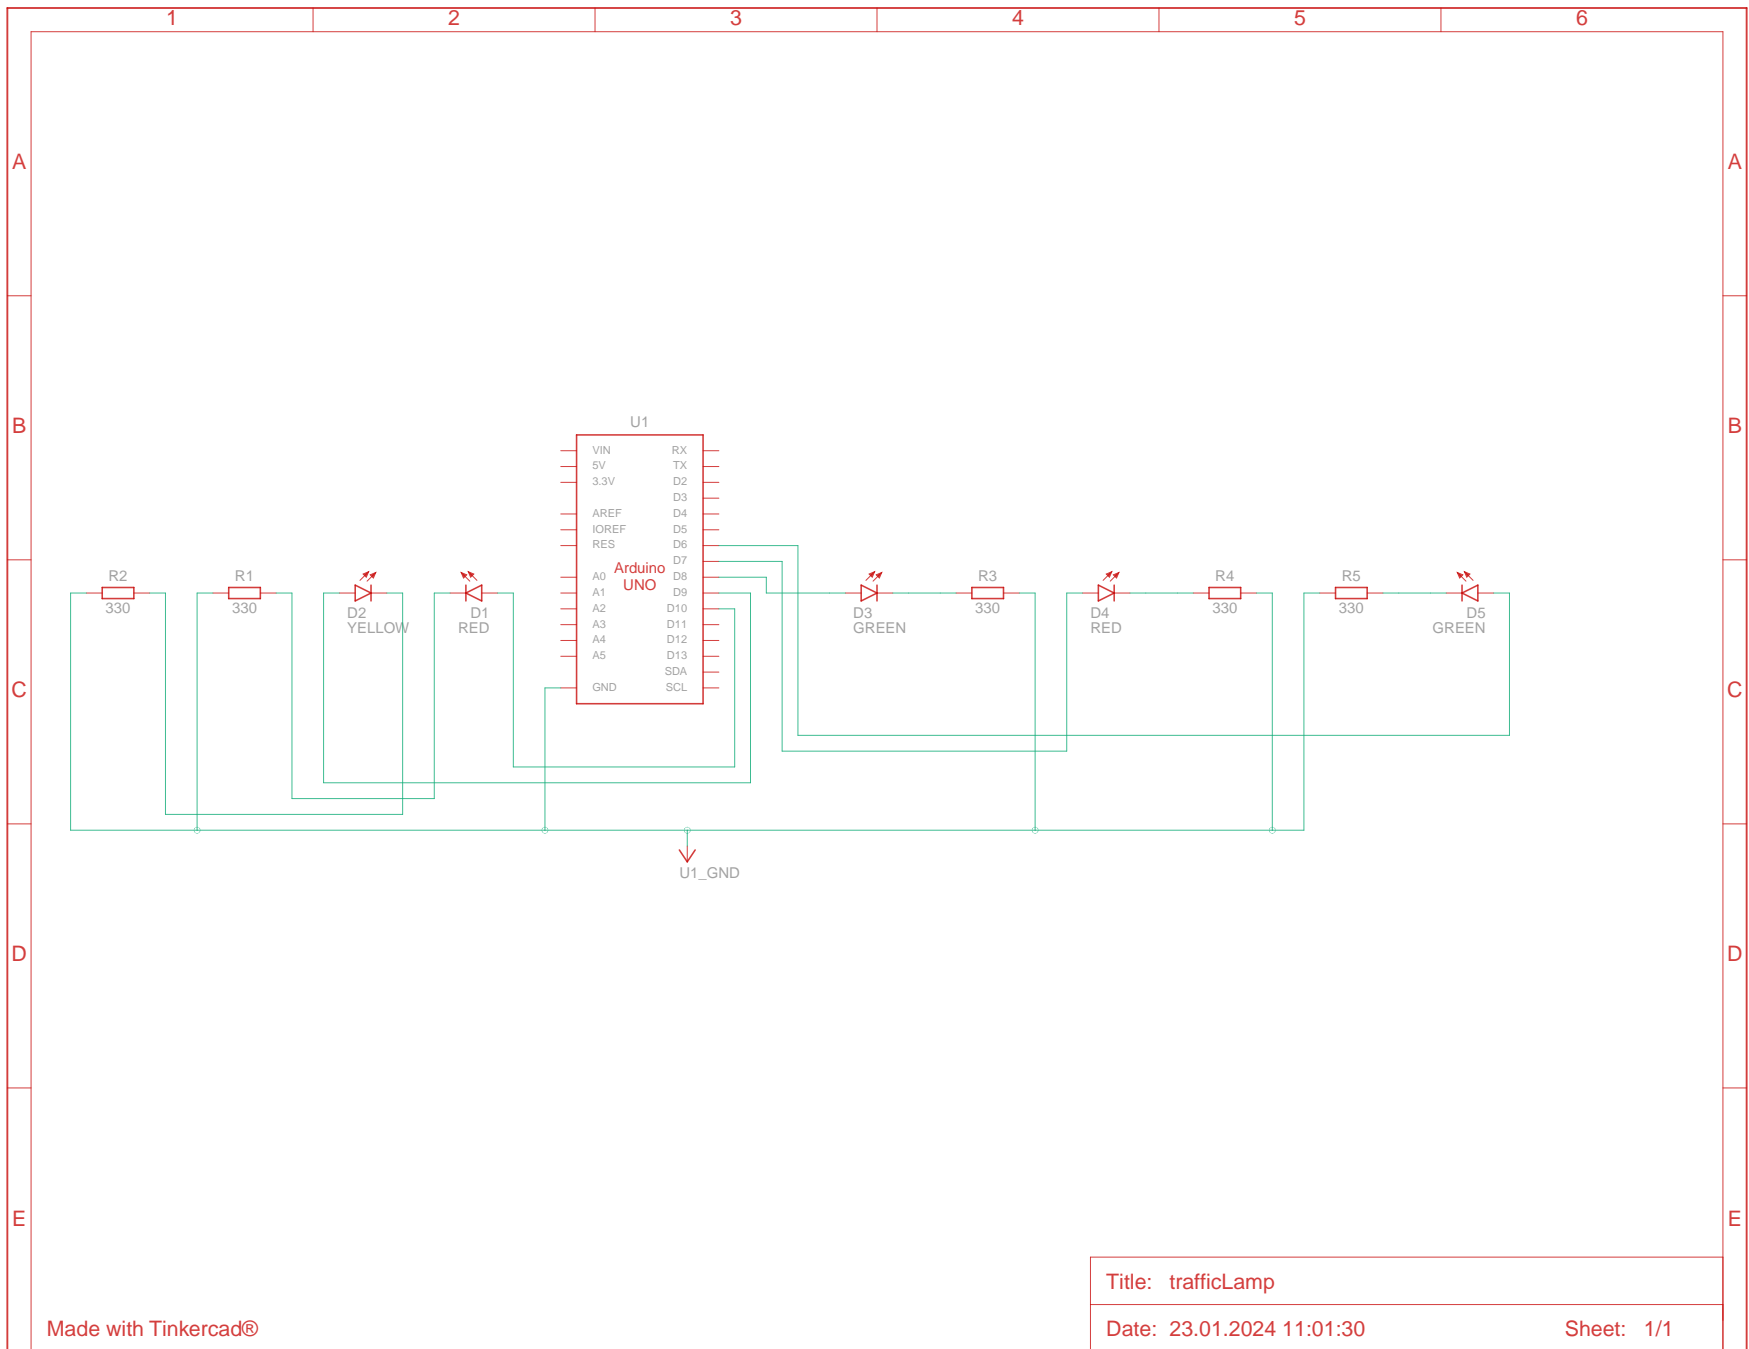 1 2 3 4 5 6
A A
B B
U1
VIN RX
5V TX
3.3V D2
D3
AREF D4
IOREF D5
RES D6
D7
Arduino
UNO
A0 D8
A1 D9
A2 D10
A3 D11
A4 D12
A5 D13
SDA
GND SCL
R2 R1 R3 R4 R5
330 330 330 330 330
D2 D1 D3 D4 D5
YELLOW RED GREEN RED GREEN
C C
U1_GND
D D
E E
Title: trafficLamp
Made with Tinkercad® Date: 23.01.2024 11:01:30 Sheet: 1/1